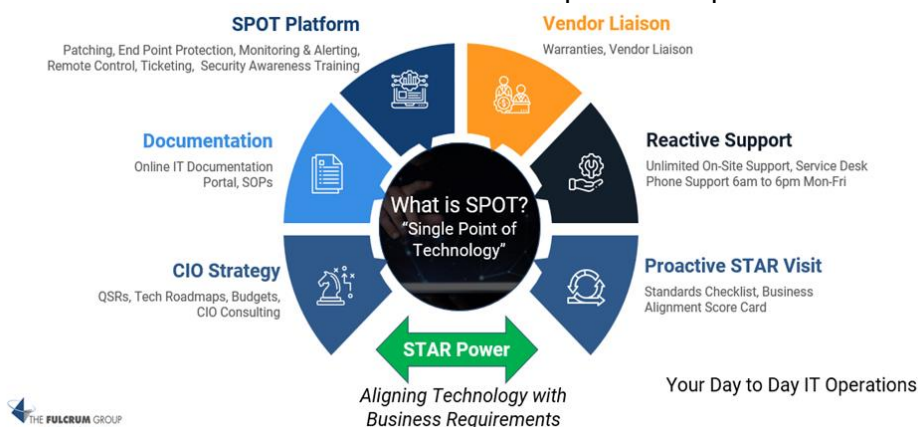 SPOT Platform
Patching, End Point Protection, Monitoring & Alerting,
Remote Control, Ticketing, Security Awareness Training
Vendor Liaison
Warranties, Vendor Liaison
Documentation
Online IT Documentation
Portal, SOPs
Reactive Support
Unlimited On-Site Support, Service Desk
Phone Support 6am to 6pm Mon-Fri
What is SPOT?
“Single Point of
Technology”
CIO Strategy
QSRs, Tech Roadmaps, Budgets,
CIO Consulting
Proactive STAR Visit
Standards Checklist, Business
Alignment Score Card
STAR Power
Aligning Technology with
Business Requirements
Your Day to Day IT Operations
THE FULCRUM GROUP